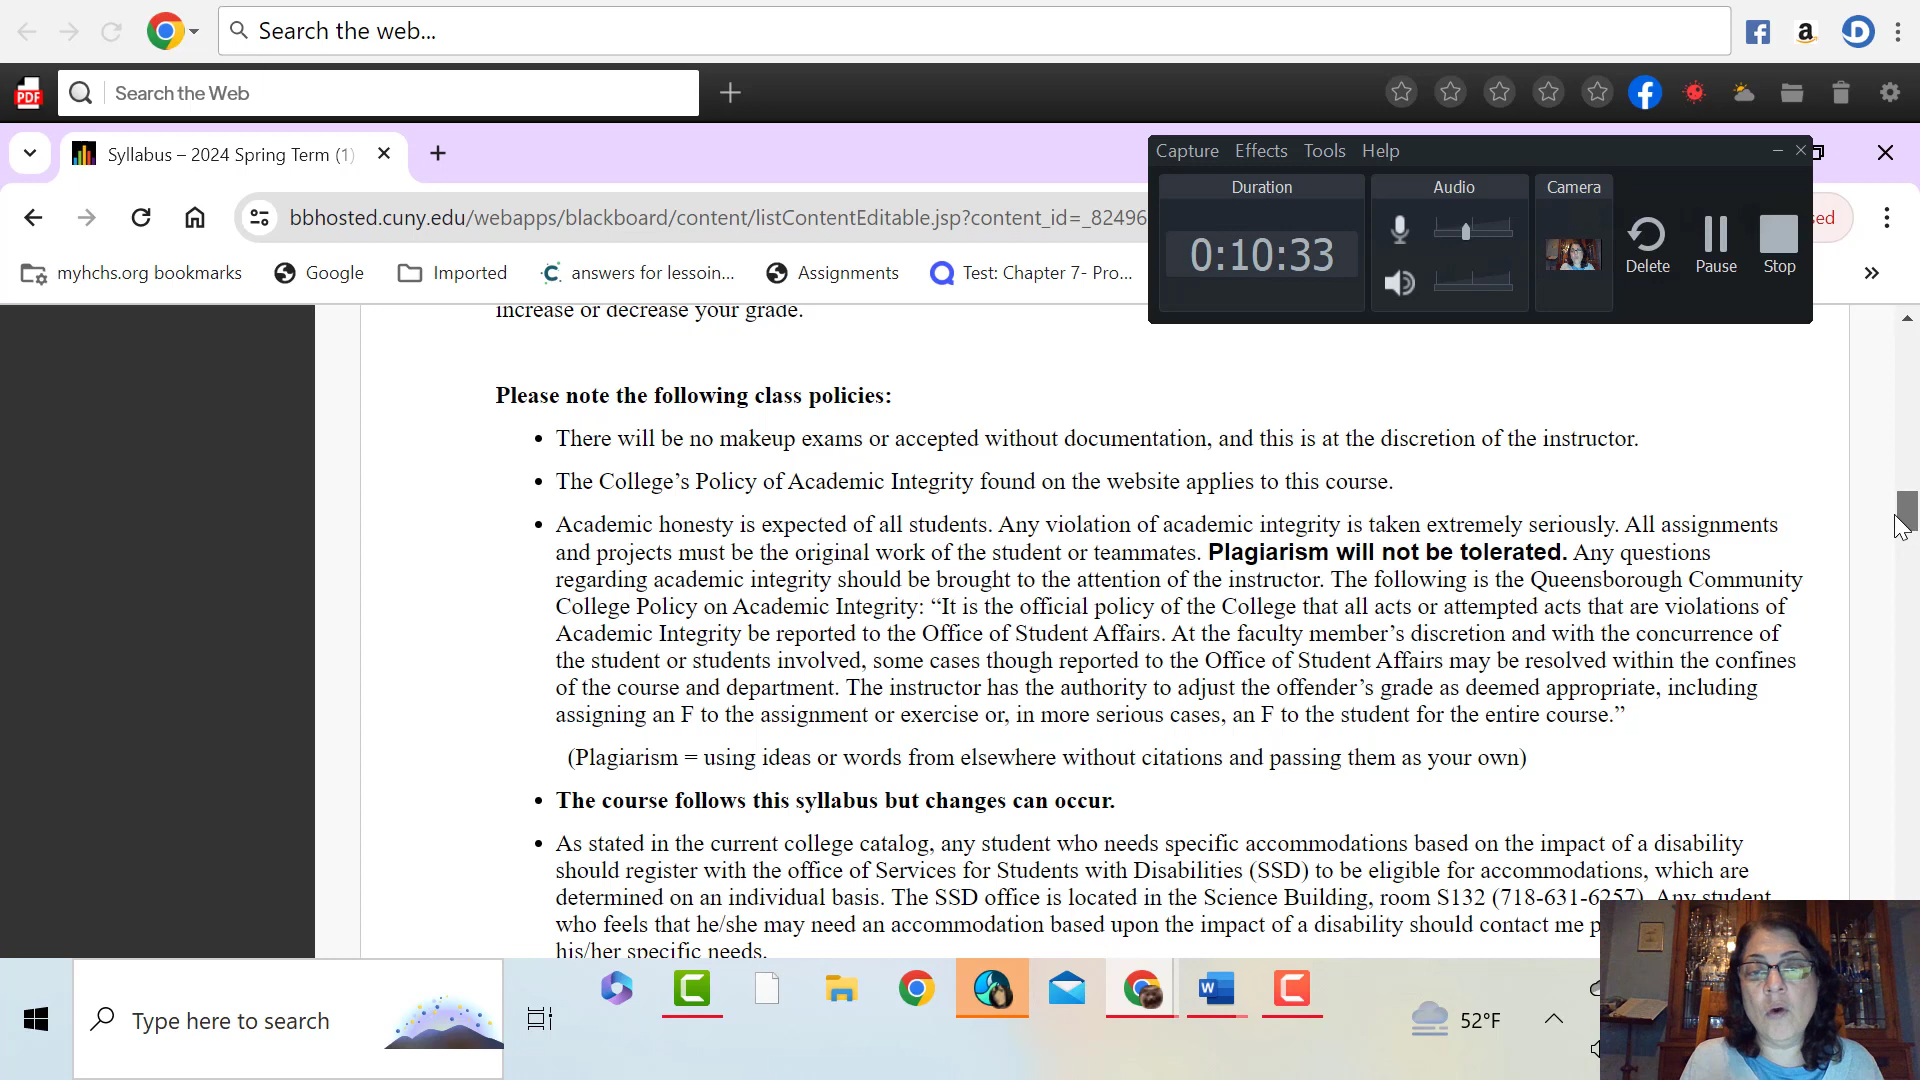 Search the web...
PDF
Search the Web
Syllabus – 2024 Spring Term (1)
Capture Effects Tools Help
Duration Audio Camera
0:10:33
Delete Pause Stop
bbhosted.cuny.edu/webapps/blackboard/content/listContentEditable.jsp?content_id=_82496
myhchs.org bookmarks Google Imported answers for lessoin... Assignments Test: Chapter 7- Pro...
increase or decrease your grade.
Please note the following class policies:
• There will be no makeup exams or accepted without documentation, and this is at the discretion of the instructor.
• The College’s Policy of Academic Integrity found on the website applies to this course.
• Academic honesty is expected of all students. Any violation of academic integrity is taken extremely seriously. All assignments
and projects must be the original work of the student or teammates. Plagiarism will not be tolerated. Any questions
regarding academic integrity should be brought to the attention of the instructor. The following is the Queensborough Community
College Policy on Academic Integrity: “It is the official policy of the College that all acts or attempted acts that are violations of
Academic Integrity be reported to the Office of Student Affairs. At the faculty member’s discretion and with the concurrence of
the student or students involved, some cases though reported to the Office of Student Affairs may be resolved within the confines
of the course and department. The instructor has the authority to adjust the offender’s grade as deemed appropriate, including
assigning an F to the assignment or exercise or, in more serious cases, an F to the student for the entire course.”
(Plagiarism = using ideas or words from elsewhere without citations and passing them as your own)
• The course follows this syllabus but changes can occur.
• As stated in the current college catalog, any student who needs specific accommodations based on the impact of a disability
should register with the office of Services for Students with Disabilities (SSD) to be eligible for accommodations, which are
determined on an individual basis. The SSD office is located in the Science Building, room S132 (718-631-6257). Any student
who feels that he/she may need an accommodation based upon the impact of a disability should contact me
his/her specific needs.
Type here to search
52°F